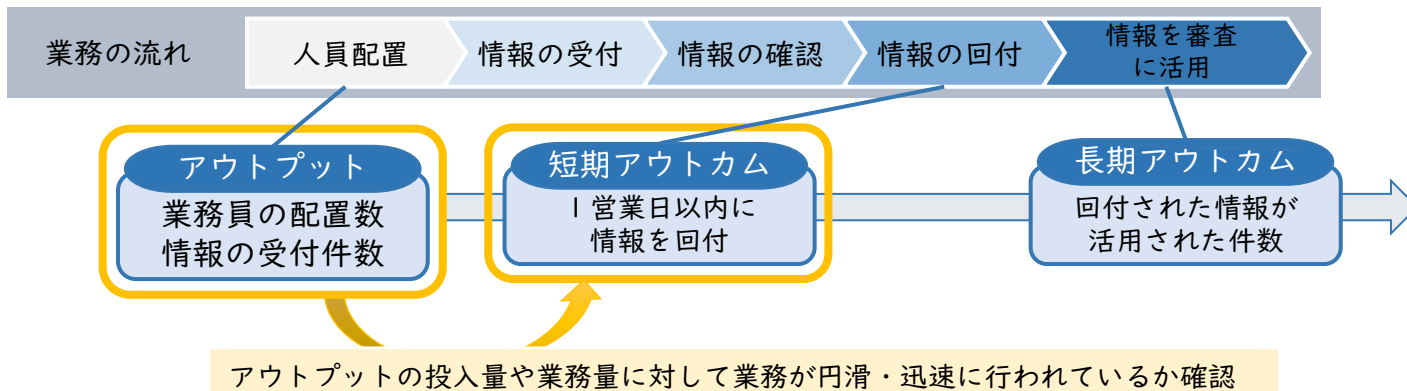 業務の流れ
人員配置
情報の受付
情報の確認
情報の回付
情報を審査
に活用
アウトプット
業務員の配置数
情報の受付件数
短期アウトカム
1営業日以内に
情報を回付
長期アウトカム
回付された情報が
活用された件数
アウトプットの投入量や業務量に対して業務が円滑・迅速に行われているか確認